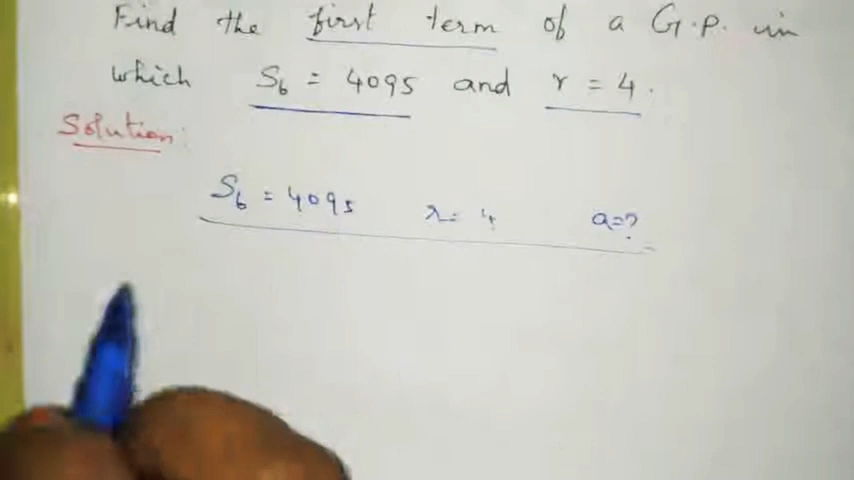 Find the first term of a G.P. in
which S₆ = 4095 and r = 4.
Solution:
S₆ = 4095 r = 4 a=?